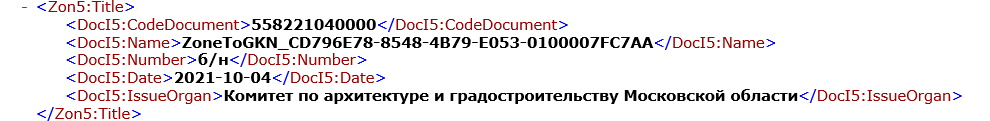 - <Zon5:Title>
<DocI5:CodeDocument>558221040000</DocI5:CodeDocument>
<DocI5:Name>ZoneToGKN_CD796E78-8548-4B79-E053-0100007FC7AA</DocI5:Name>
<DocI5:Number>б/н</DocI5:Number>
<DocI5:Date>2021-10-04</DocI5:Date>
<DocI5:IssueOrgan>Комитет по архитектуре и градостроительству Московской области</DocI5:IssueOrgan>
</Zon5:Title>